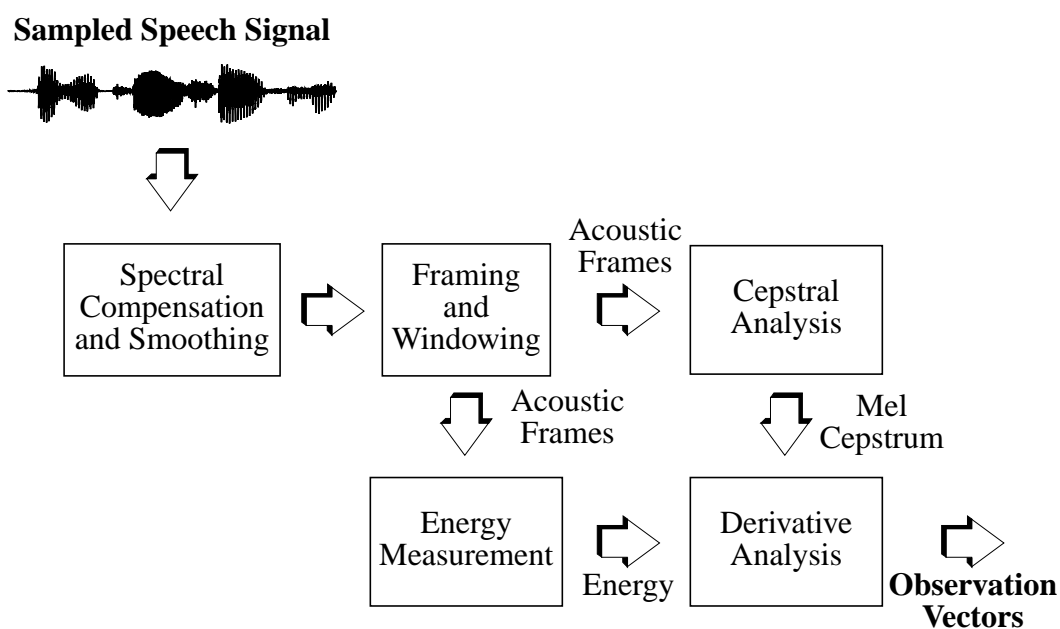 Sampled Speech Signal
Spectral
Compensation
and Smoothing
Framing
and
Windowing
Acoustic
Frames
Cepstral
Analysis
Acoustic
Frames
Mel
Cepstrum
Energy
Measurement
Energy
Derivative
Analysis
Observation
Vectors